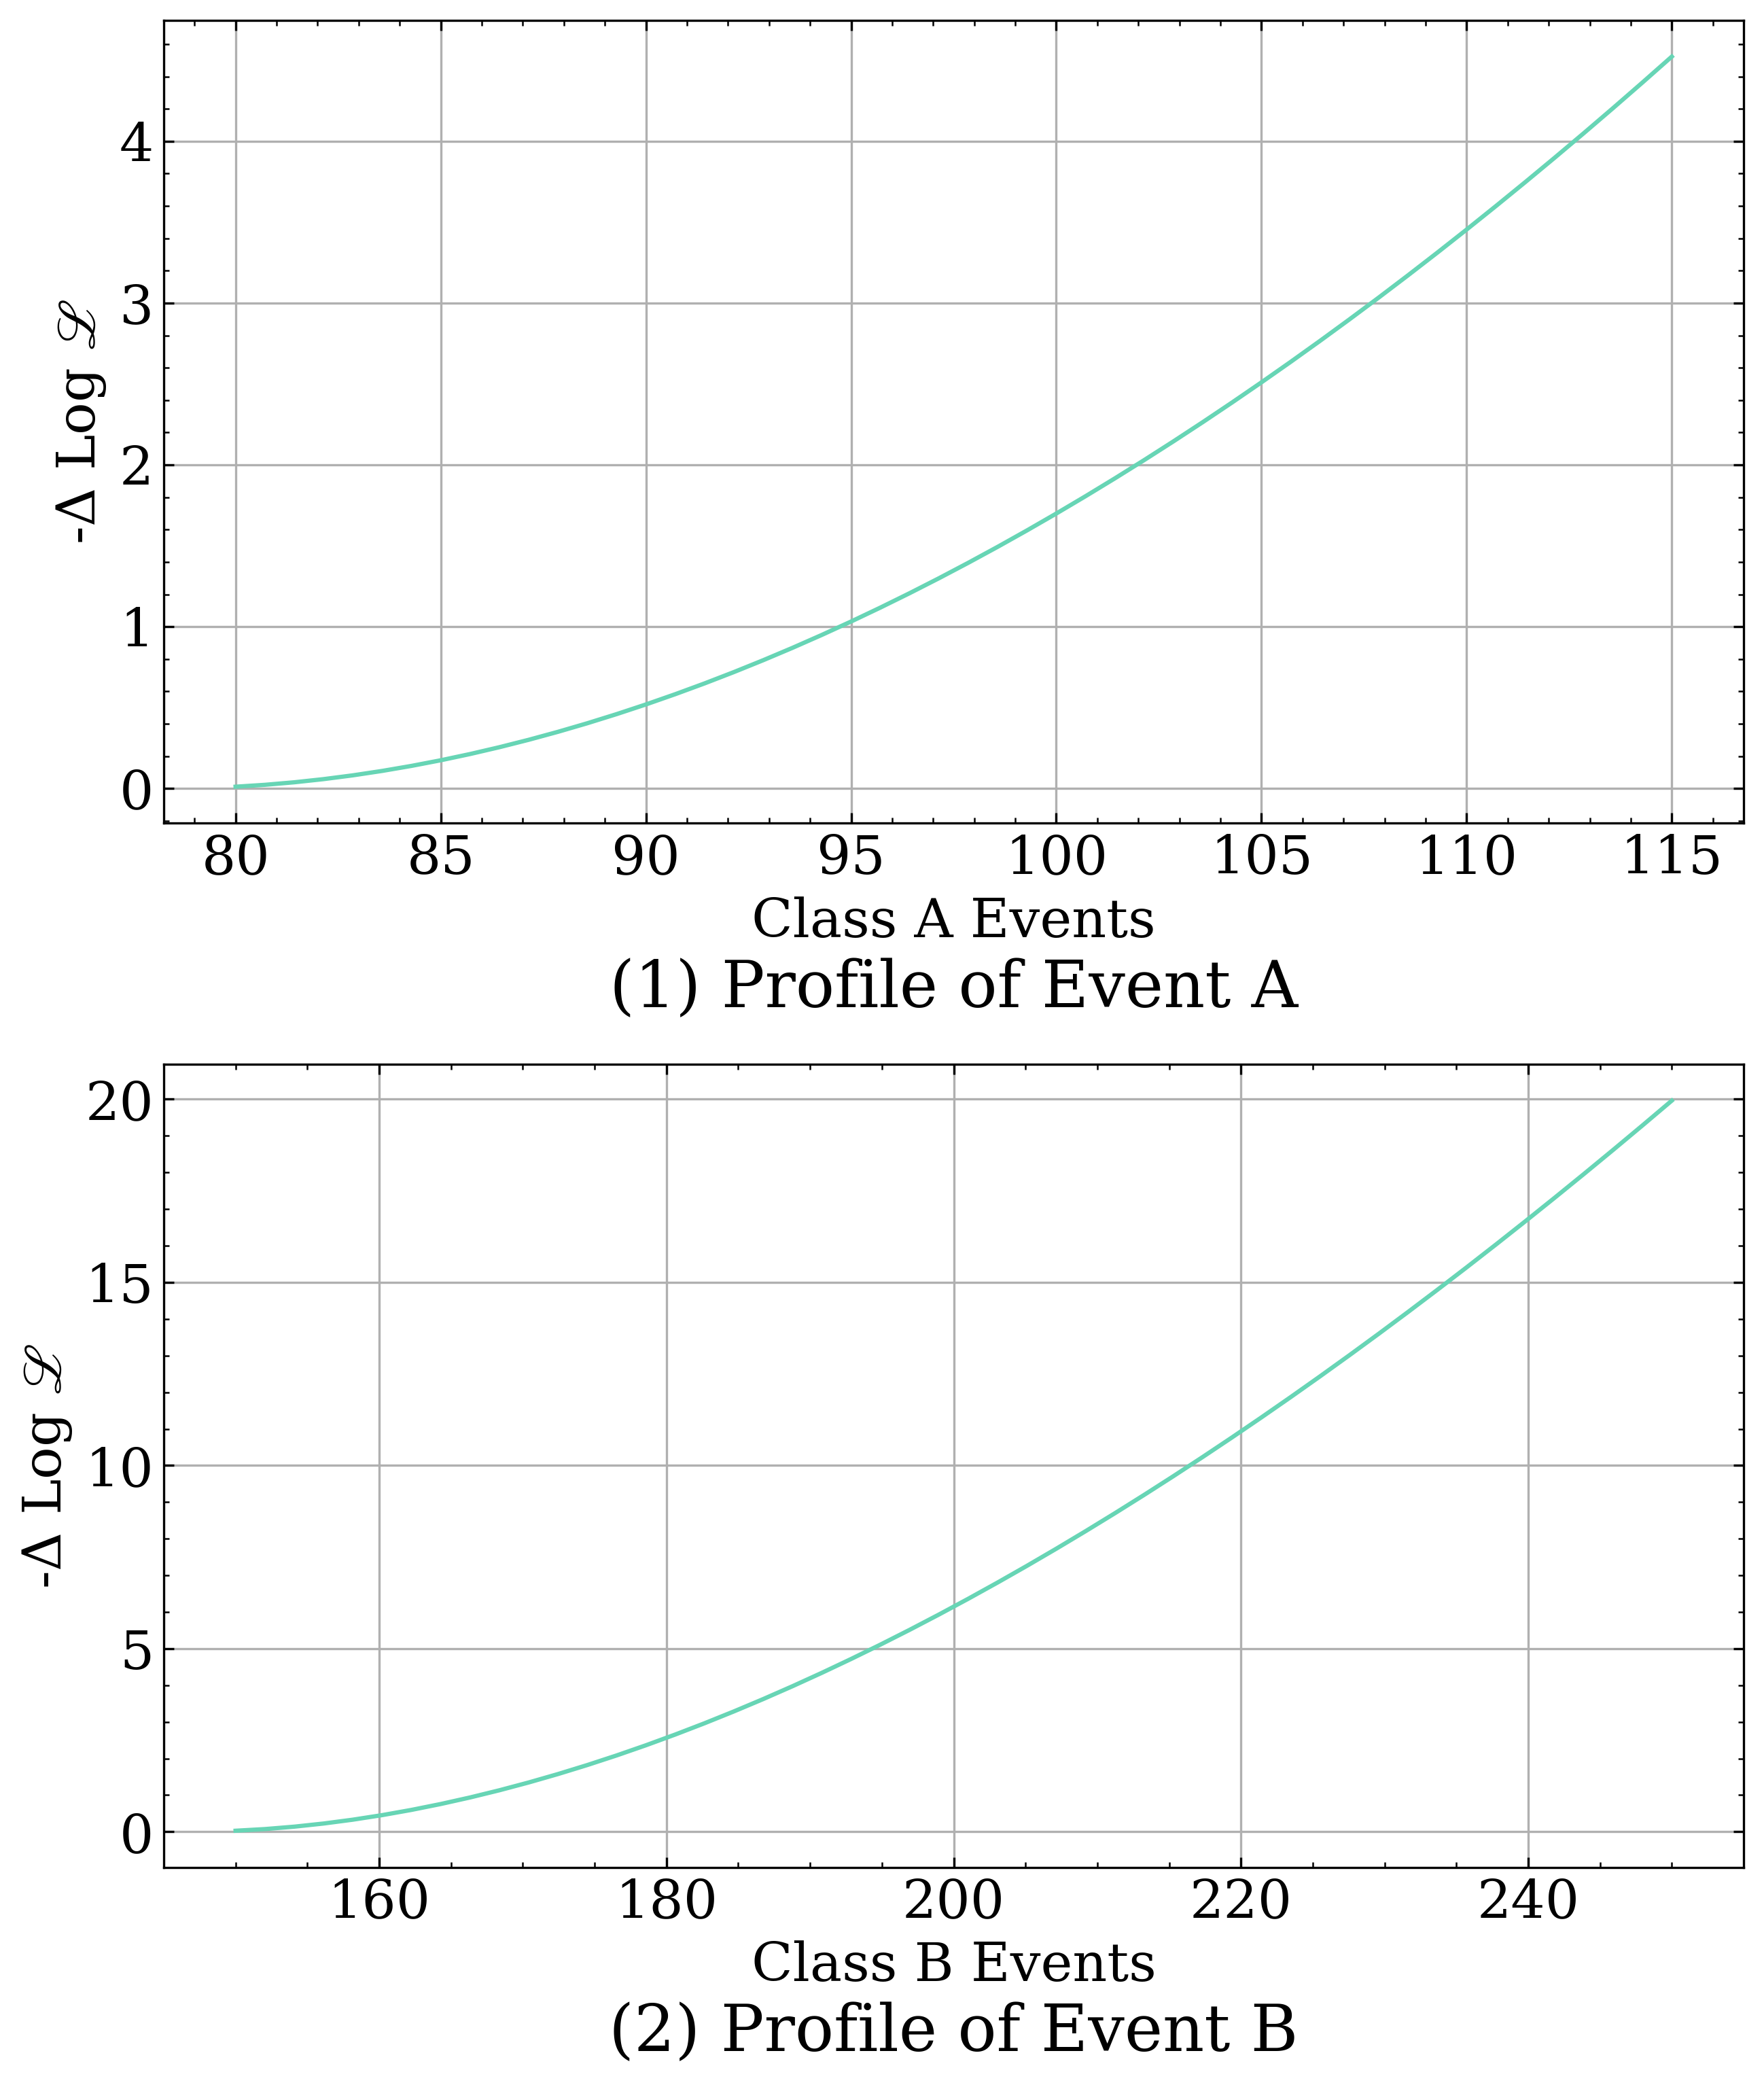 -Δ Log ℒ
4
3
2
1
0
80 85 90 95 100 105 110 115
Class A Events
(1) Profile of Event A
-Δ Log ℒ
20
15
10
5
0
160 180 200 220 240
Class B Events
(2) Profile of Event B